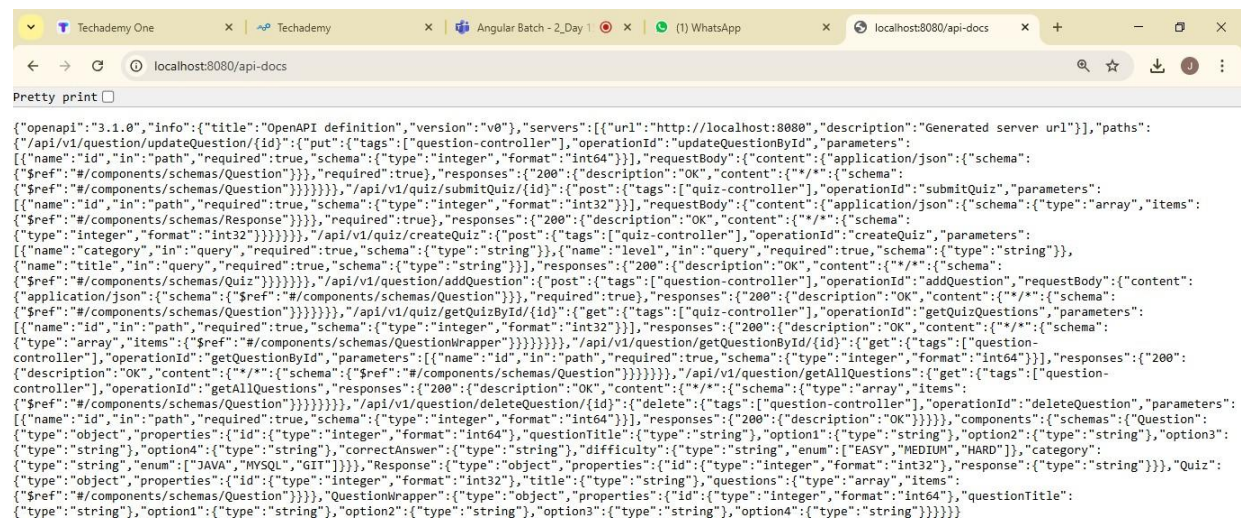 Techademy One
Techademy
Angular Batch - 2_Day 1
(1) WhatsApp
localhost:8080/api-docs
localhost:8080/api-docs
J
Pretty print
{"openapi":"3.1.0","info":{"title":"OpenAPI definition","version":"v0"},"servers":[{"url":"http://localhost:8080","description":"Generated server url"}],"paths":
{"/api/v1/question/updateQuestion/{id}":{"put":{"tags":["question-controller"],"operationId":"updateQuestionById","parameters":
[{"name":"id","in":"path","required":true,"schema":{"type":"integer","format":"int64"}}],"requestBody":{"content":{"application/json":{"schema":
{"$ref":"#/components/schemas/Question"}}},"required":true},"responses":{"200":{"description":"OK","content":{"*/*":{"schema":
{"$ref":"#/components/schemas/Question"}}}}}}},"/api/v1/quiz/submitQuiz/{id}":{"post":{"tags":["quiz-controller"],"operationId":"submitQuiz","parameters":
[{"name":"id","in":"path","required":true,"schema":{"type":"integer","format":"int32"}}],"requestBody":{"content":{"application/json":{"schema":{"type":"array","items":
{"$ref":"#/components/schemas/Response"}}}},"required":true},"responses":{"200":{"description":"OK","content":{"*/*":{"schema":
{"type":"integer","format":"int32"}}}}}}},"/api/v1/quiz/createQuiz":{"post":{"tags":["quiz-controller"],"operationId":"createQuiz","parameters":
[{"name":"category","in":"query","required":true,"schema":{"type":"string"}},{"name":"level","in":"query","required":true,"schema":{"type":"string"}},
{"name":"title","in":"query","required":true,"schema":{"type":"string"}}],"responses":{"200":{"description":"OK","content":{"*/*":{"schema":
{"$ref":"#/components/schemas/Quiz"}}}}}}},"/api/v1/question/addQuestion":{"post":{"tags":["question-controller"],"operationId":"addQuestion","requestBody":{"content":
{"application/json":{"schema":{"$ref":"#/components/schemas/Question"}}},"required":true},"responses":{"200":{"description":"OK","content":{"*/*":{"schema":
{"$ref":"#/components/schemas/Question"}}}}}}},"/api/v1/quiz/getQuizById/{id}":{"get":{"tags":["quiz-controller"],"operationId":"getQuizQuestions","parameters":
[{"name":"id","in":"path","required":true,"schema":{"type":"integer","format":"int32"}}],"responses":{"200":{"description":"OK","content":{"*/*":{"schema":
{"type":"array","items":{"$ref":"#/components/schemas/QuestionWrapper"}}}}}}}},"/api/v1/question/getQuestionById/{id}":{"get":{"tags":["question-
controller"],"operationId":"getQuestionById","parameters":[{"name":"id","in":"path","required":true,"schema":{"type":"integer","format":"int64"}}],"responses":{"200":
{"description":"OK","content":{"*/*":{"schema":{"$ref":"#/components/schemas/Question"}}}}}}},"/api/v1/question/getAllQuestions":{"get":{"tags":["question-
controller"],"operationId":"getAllQuestions","responses":{"200":{"description":"OK","content":{"*/*":{"schema":{"type":"array","items":
{"$ref":"#/components/schemas/Question"}}}}}}}},"/api/v1/question/deleteQuestion/{id}":{"delete":{"tags":["question-controller"],"operationId":"deleteQuestion","parameters":
[{"name":"id","in":"path","required":true,"schema":{"type":"integer","format":"int64"}}],"responses":{"200":{"description":"OK"}}}}},"components":{"schemas":{"Question":
{"type":"object","properties":{"id":{"type":"integer","format":"int64"},"questionTitle":{"type":"string"},"option1":{"type":"string"},"option2":{"type":"string"},"option3":
{"type":"string"},"option4":{"type":"string"},"correctAnswer":{"type":"string"},"difficulty":{"type":"string","enum":["EASY","MEDIUM","HARD"]},"category":
{"type":"string","enum":["JAVA","MYSQL","GIT"]}}},"Response":{"type":"object","properties":{"id":{"type":"integer","format":"int32"},"response":{"type":"string"}}},"Quiz":
{"type":"object","properties":{"id":{"type":"integer","format":"int32"},"title":{"type":"string"},"questions":{"type":"array","items":
{"$ref":"#/components/schemas/Question"}}}},"QuestionWrapper":{"type":"object","properties":{"id":{"type":"integer","format":"int64"},"questionTitle":
{"type":"string"},"option1":{"type":"string"},"option2":{"type":"string"},"option3":{"type":"string"},"option4":{"type":"string"}}}}}}